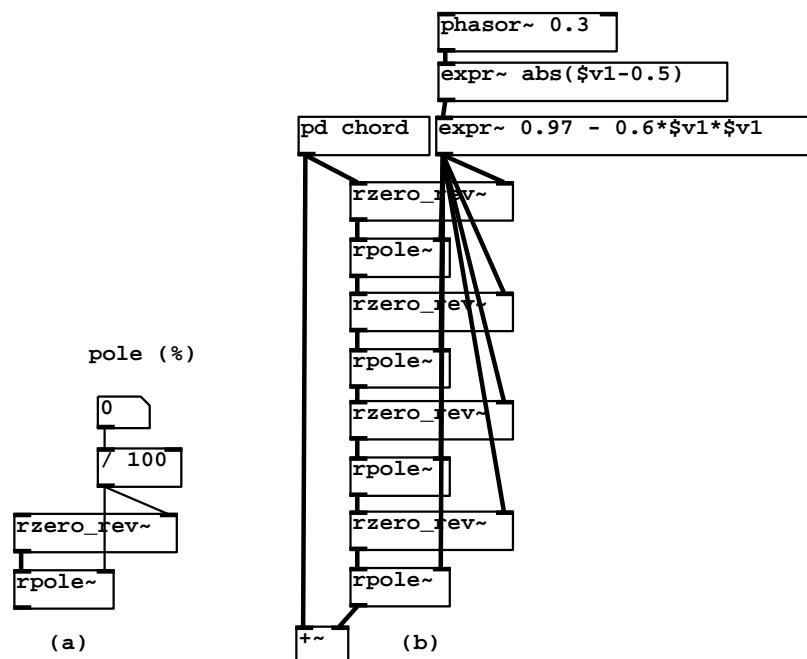 phasor~ 0.3
expr~ abs($v1-0.5)
pd chord
expr~ 0.97 - 0.6*$v1*$v1
rzero_rev~
rpole~
rzero_rev~
rpole~
rzero_rev~
rpole~
rzero_rev~
rpole~
+~
(b)
pole (%)
0
/ 100
rzero_rev~
rpole~
(a)